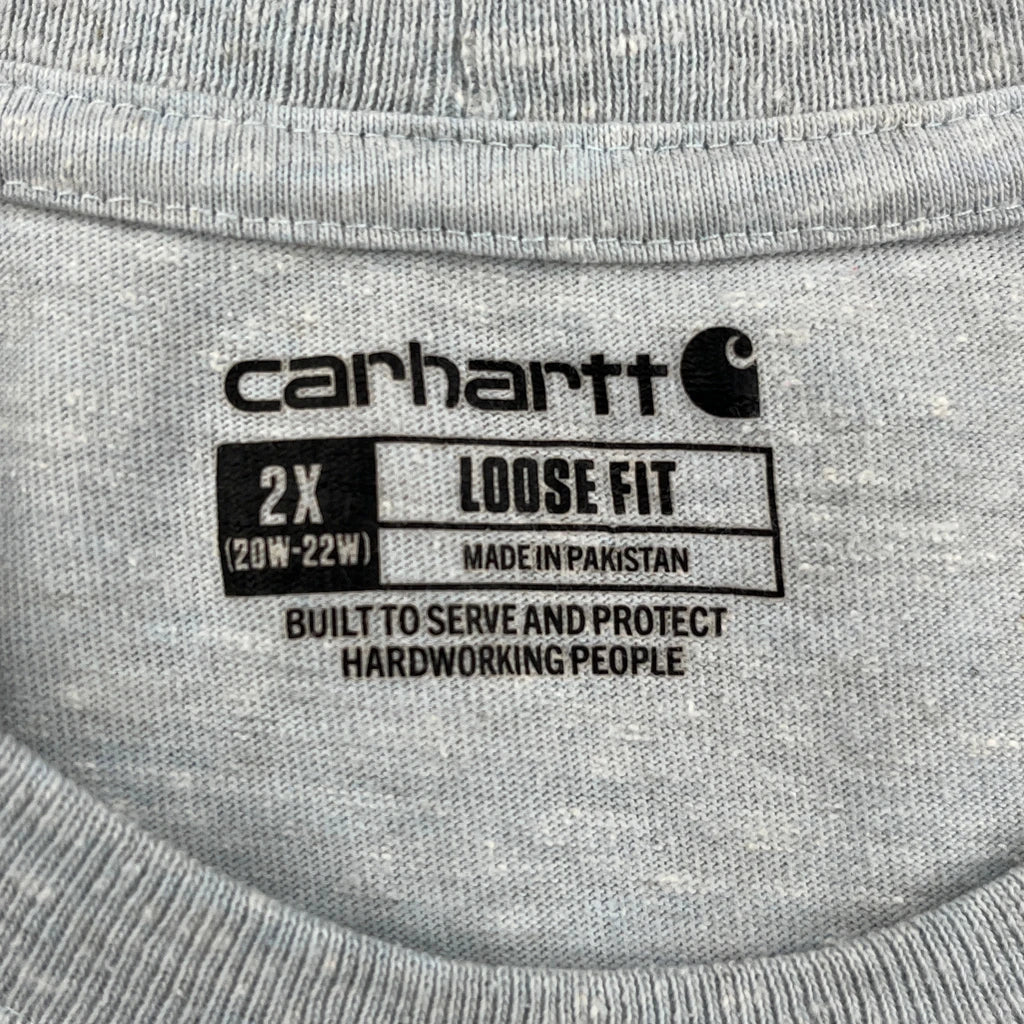 carhartt
2X
(20W-22W)
LOOSE FIT
MADE IN PAKISTAN
BUILT TO SERVE AND PROTECT
HARDWORKING PEOPLE